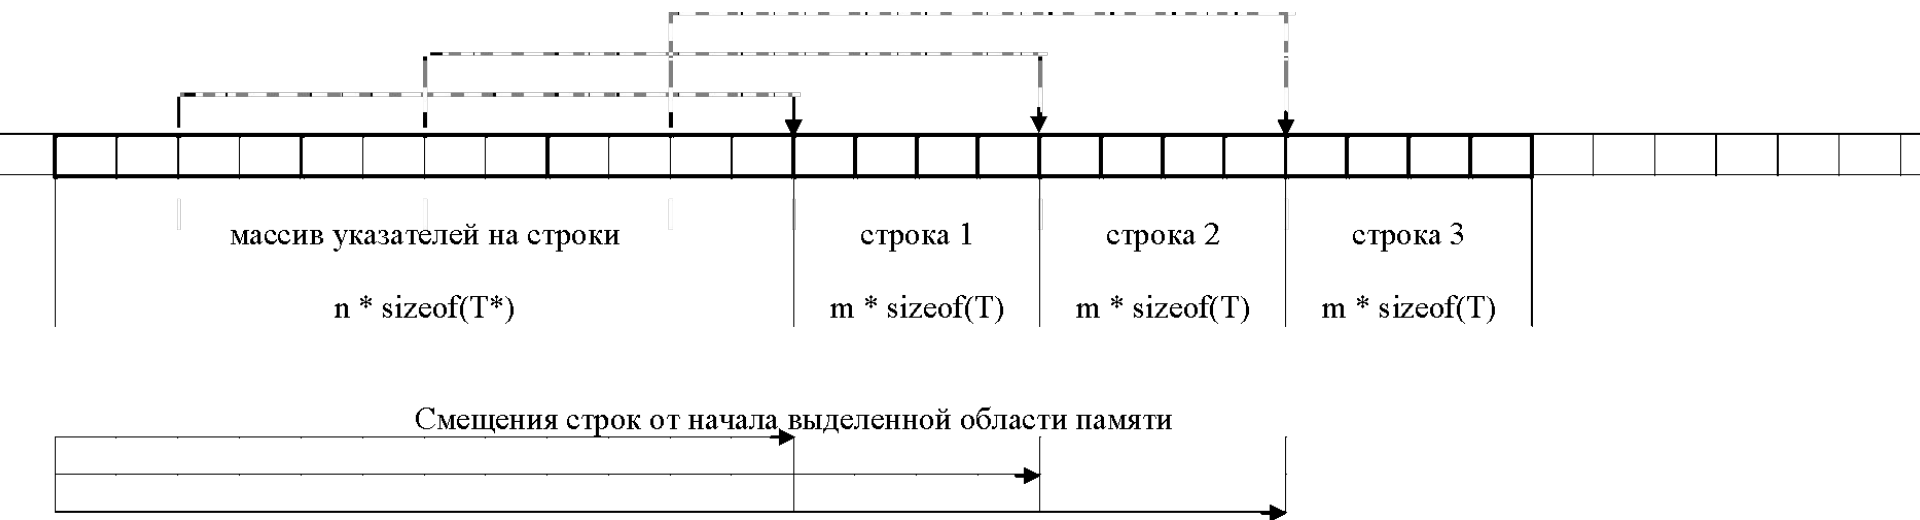 массив указателей на строки
строка 1
строка 2
строка 3
n * sizeof(T*)
m * sizeof(T)
m * sizeof(T)
m * sizeof(T)
Смещения строк от начала выделенной области памяти